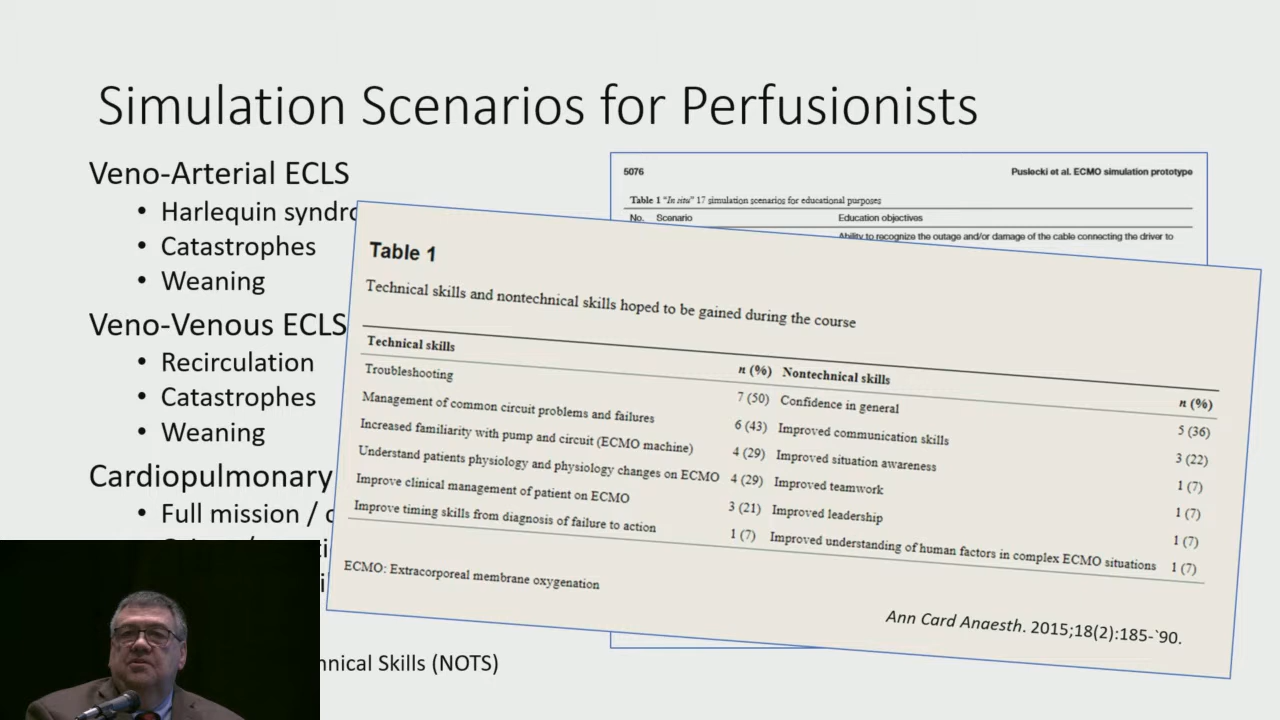 Simulation Scenarios for Perfusionists
Veno-Arterial ECLS
• Harlequin
• Catastrophes
• Weaning
Veno-Venous ECLS
• Recirculation
• Catastrophes
• Weaning
Cardiopulmonary
• Full mission /
Technical Skills (NOTS)
5076 Puslecki et al. ECMO simulation prototype
Table 1 "In situ" 17 simulation scenarios for educational purposes
No. Scenario Education objectives
Ability to recognize the outage and/or damage of the cable connecting the driver to
Table 1
Technical skills and nontechnical skills hoped to be gained during the course
Technical skills n (%) Nontechnical skills n (%)
Troubleshooting 7 (50) Confidence in general 5 (36)
Management of common circuit problems and failures 6 (43) Improved communication skills 3 (22)
Increased familiarity with pump and circuit (ECMO machine) 4 (29) Improved situation awareness 1 (7)
Understand patients physiology and physiology changes on ECMO 4 (29) Improved teamwork 1 (7)
Improve clinical management of patient on ECMO 3 (21) Improved leadership 1 (7)
Improve timing skills from diagnosis of failure to action 1 (7) Improved understanding of human factors in complex ECMO situations 1 (7)
ECMO: Extracorporeal membrane oxygenation
Ann Card Anaesth. 2015;18(2):185-`90.